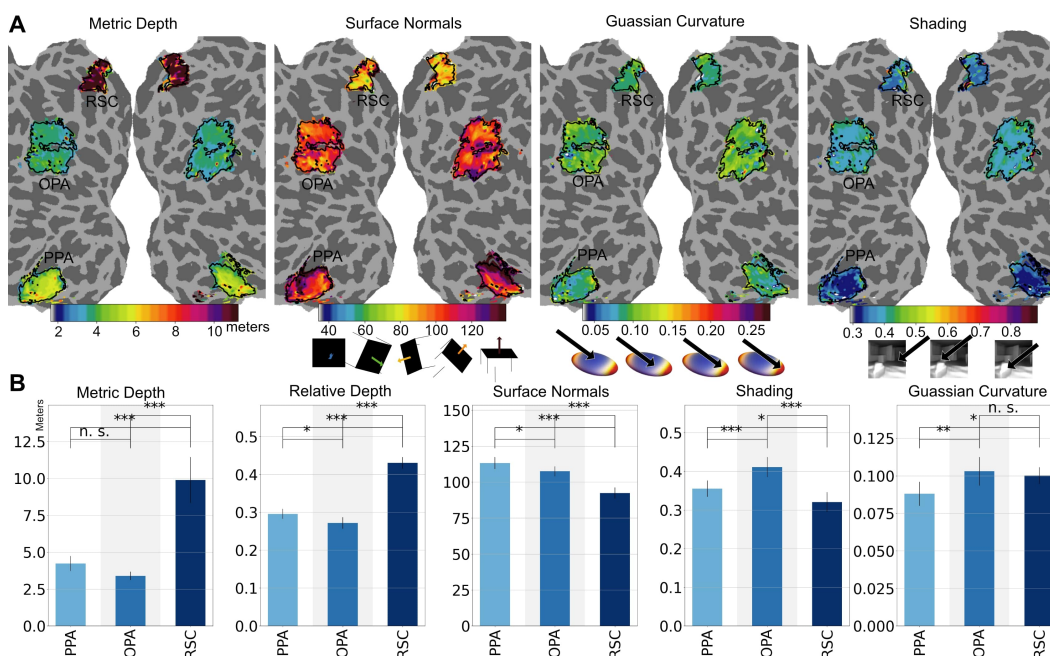 A
Metric Depth
Surface Normals
Guassian Curvature
Shading
RSC
RSC
RSC
RSC
OPA
OPA
OPA
OPA
PPA
PPA
PPA
PPA
2 4 6 8 10 meters
40 60 80 100 120
0.05 0.10 0.15 0.20 0.25
0.3 0.4 0.5 0.6 0.7 0.8
B
Metric Depth
Relative Depth
Surface Normals
Shading
Guassian Curvature
Meters
12.5
10.0
7.5
5.0
2.5
0.0
***
***
n. s.
PPA
OPA
RSC
0.5
0.4
0.3
0.2
0.1
0.0
***
***
*
PPA
OPA
RSC
150
125
100
75
50
25
0
***
***
*
PPA
OPA
RSC
0.5
0.4
0.3
0.2
0.1
0.0
***
*
***
PPA
OPA
RSC
0.125
0.100
0.075
0.050
0.025
0.000
n. s.
*
**
PPA
OPA
RSC